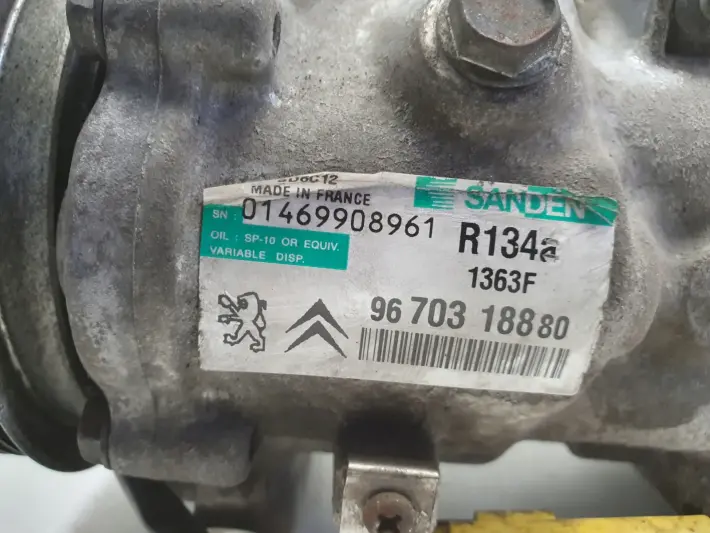 SD6C12
MADE IN FRANCE
SANDEN
SN : 01469908961
R134a
OIL : SP-10 OR EQUIV.
VARIABLE DISP.
1363F
96 703 188 80